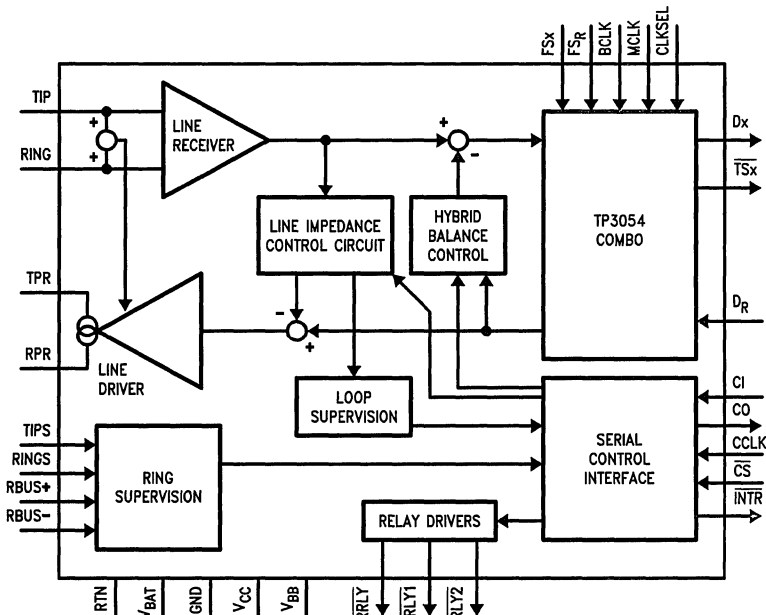 FSX
FSR
BCLK
MCLK
CLKSEL
TIP
+
+
RING
LINE
RECEIVER
+
-
TP3054
COMBO
DX
TSX
LINE IMPEDANCE
CONTROL CIRCUIT
HYBRID
BALANCE
CONTROL
TPR
RPR
LINE
DRIVER
-
+
DR
LOOP
SUPERVISION
SERIAL
CONTROL
INTERFACE
CI
CO
CCLK
CS
INTR
TIPS
RINGS
RBUS+
RBUS-
RING
SUPERVISION
RELAY DRIVERS
RTN
VBAT
GND
VCC
VBB
RRLY
RLY1
RLY2